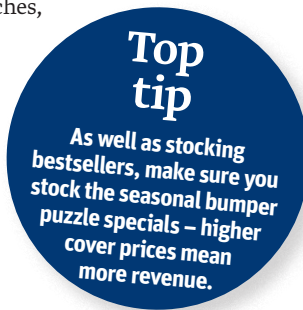 ches,
Top
tip
As well as stocking
bestsellers, make sure you
stock the seasonal bumper
puzzle specials – higher
cover prices mean
more revenue.